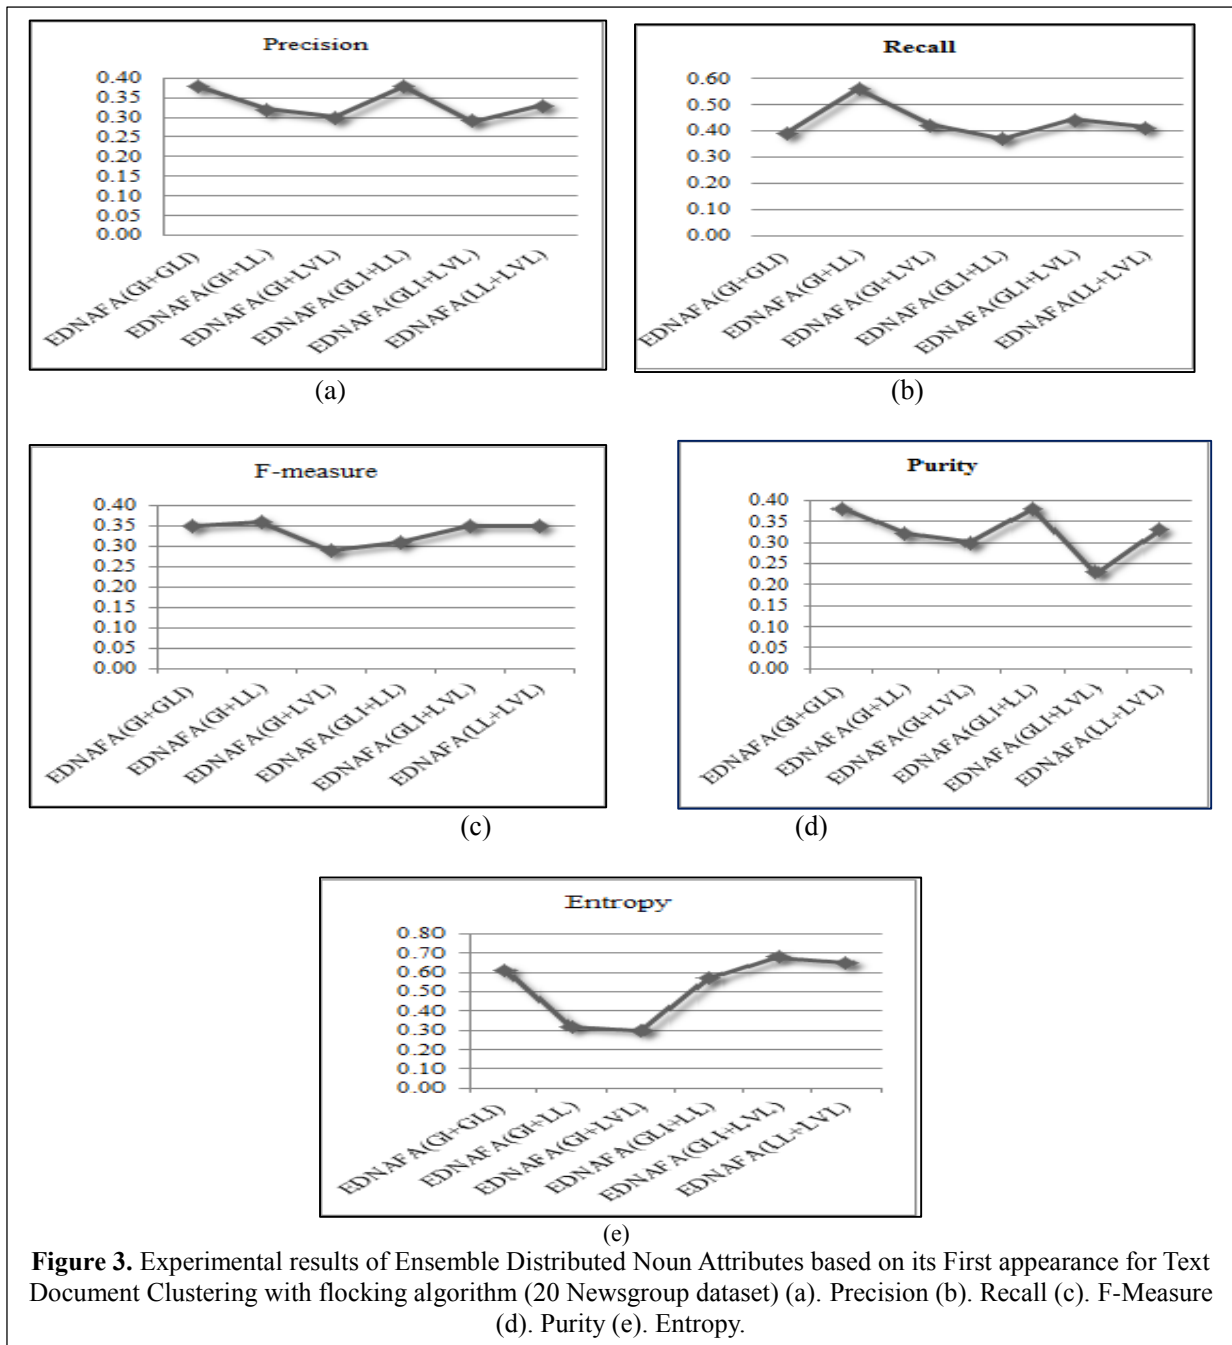 Precision
0.40
0.35
0.30
0.25
0.20
0.15
0.10
0.05
0.00
EDNAFA(GI+GLI)
EDNAFA(GI+LL)
EDNAFA(GI+LVL)
EDNAFA(GLI+LL)
EDNAFA(GLI+LVL)
EDNAFA(LL+LVL)
(a)
Recall
0.60
0.50
0.40
0.30
0.20
0.10
0.00
EDNAFA(GI+GLI)
EDNAFA(GI+LL)
EDNAFA(GI+LVL)
EDNAFA(GLI+LL)
EDNAFA(GLI+LVL)
EDNAFA(LL+LVL)
(b)
F-measure
0.40
0.35
0.30
0.25
0.20
0.15
0.10
0.05
0.00
EDNAFA(GI+GLI)
EDNAFA(GI+LL)
EDNAFA(GI+LVL)
EDNAFA(GLI+LL)
EDNAFA(GLI+LVL)
EDNAFA(LL+LVL)
(c)
Purity
0.40
0.35
0.30
0.25
0.20
0.15
0.10
0.05
0.00
EDNAFA(GI+GLI)
EDNAFA(GI+LL)
EDNAFA(GI+LVL)
EDNAFA(GLI+LL)
EDNAFA(GLI+LVL)
EDNAFA(LL+LVL)
(d)
Entropy
0.80
0.70
0.60
0.50
0.40
0.30
0.20
0.10
0.00
EDNAFA(GI+GLI)
EDNAFA(GI+LL)
EDNAFA(GI+LVL)
EDNAFA(GLI+LL)
EDNAFA(GLI+LVL)
EDNAFA(LL+LVL)
(e)
Figure 3. Experimental results of Ensemble Distributed Noun Attributes based on its First appearance for Text
Document Clustering with flocking algorithm (20 Newsgroup dataset) (a). Precision (b). Recall (c). F-Measure
(d). Purity (e). Entropy.